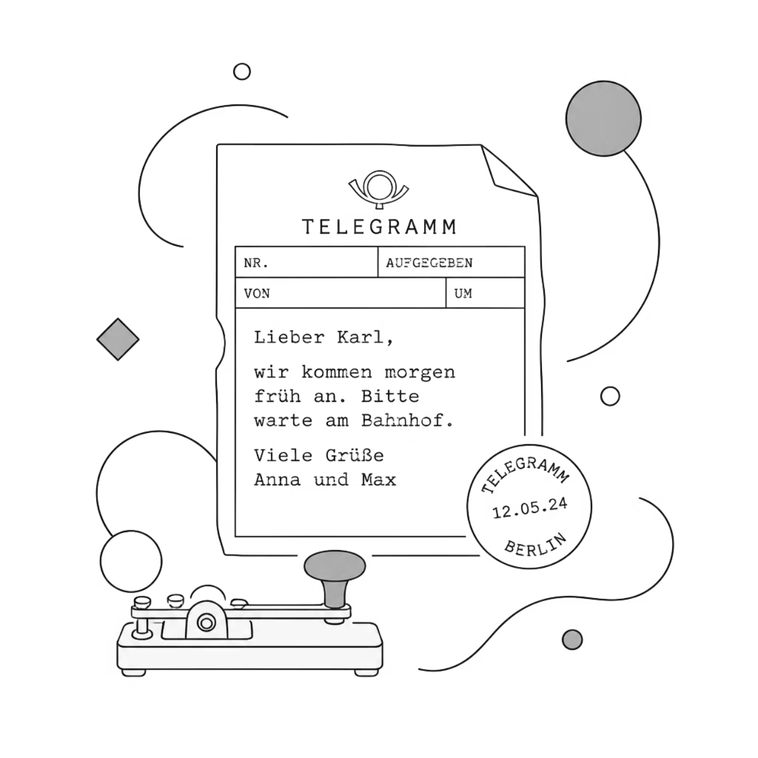 TELEGRAMM
NR. AUFGEGEBEN
VON UM
Lieber Karl,
wir kommen morgen
früh an. Bitte
warte am Bahnhof.
Viele Grüße
Anna und Max
TELEGRAMM
12.05.24
BERLIN